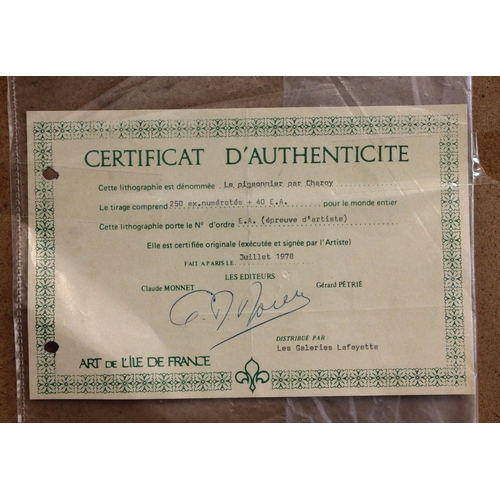 CERTIFICAT D'AUTHENTICITE
Cette lithographie est dénommée Le pigeonnier par Charoy
Le tirage comprend 250 ex.numérotés + 40 E.A. pour le monde entier
Cette lithographie porte le N° d'ordre E.A. (épreuve d'artiste)
Elle est certifiée originale (exécutée et signée par l'Artiste)
FAIT A PARIS LE Juillet 1978
LES EDITEURS
Claude MONNET Gérard PÉTRIÉ
DISTRIBUÉ PAR
Les Galeries Lafayette
ART DE L'ÎLE DE FRANCE